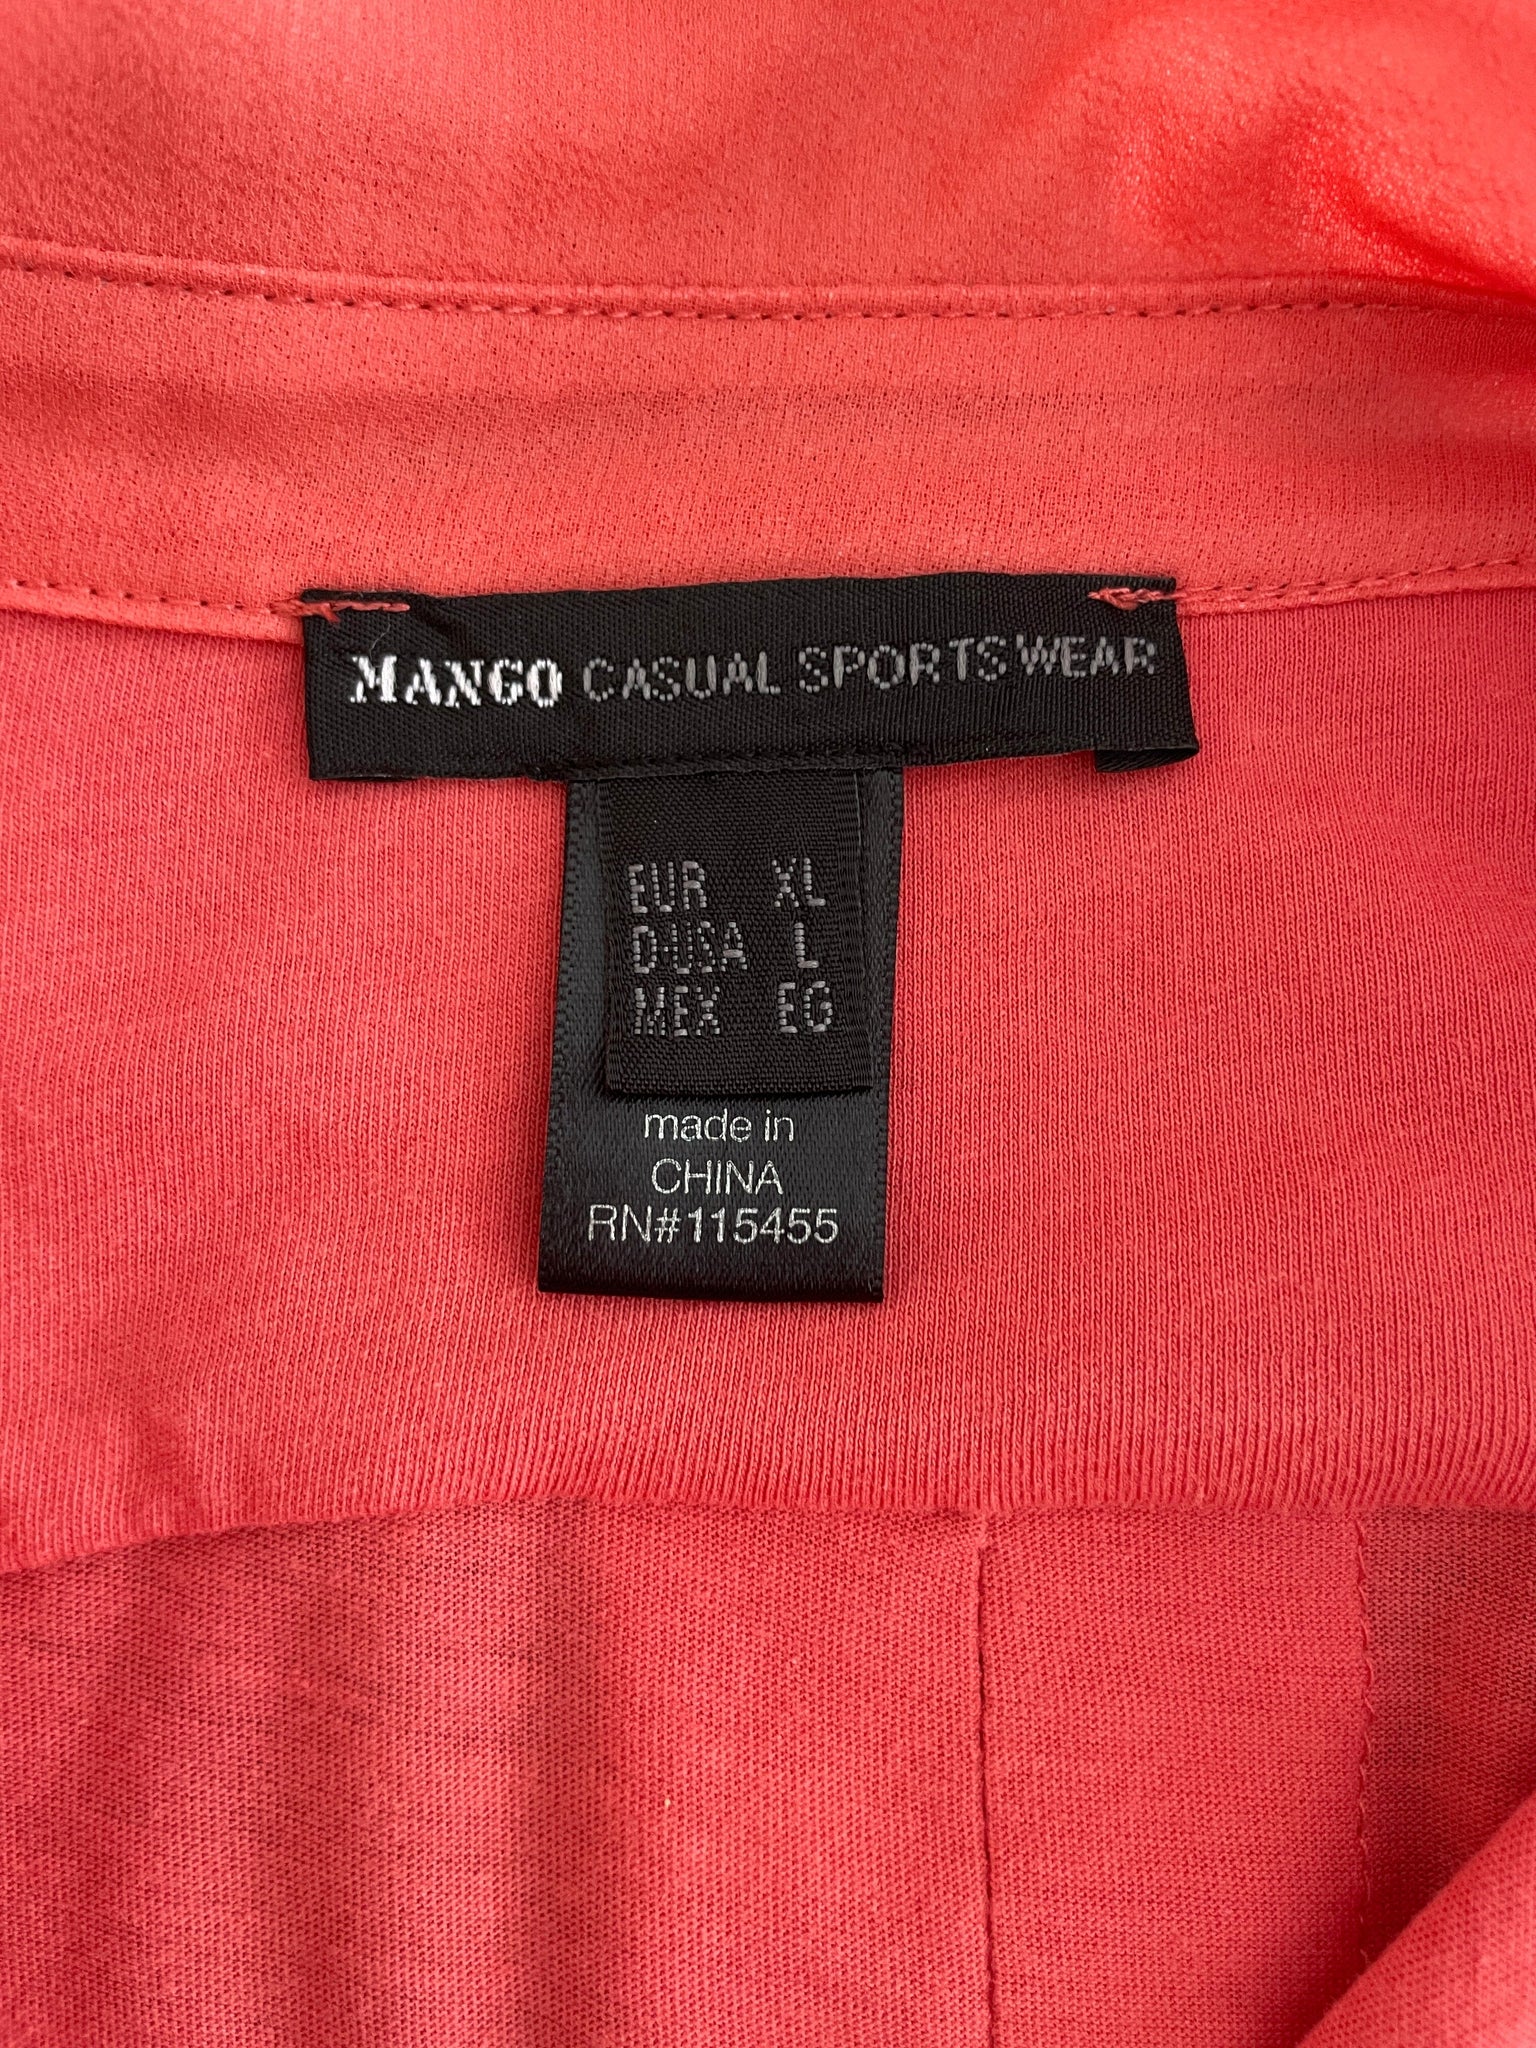 MANGO CASUAL SPORTSWEAR
EUR XL
D·USA L
MEX EG
made in
CHINA
RN#115455